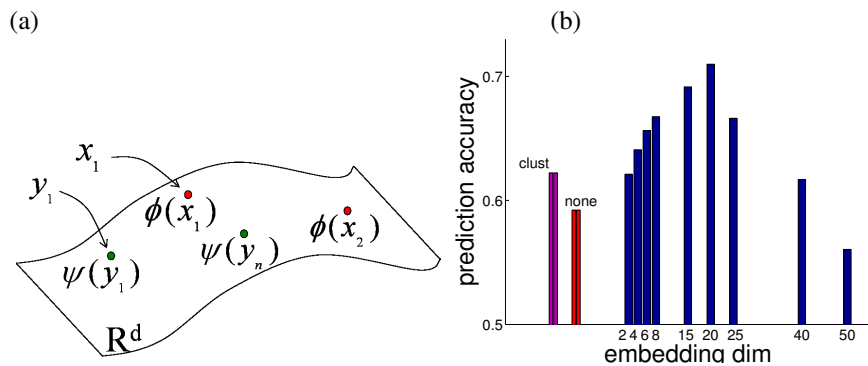 (a)
x₁
y₁
ϕ(x₁)
ψ(y₁)
ψ(yₙ)
ϕ(x₂)
Rᵈ
(b)
prediction accuracy
0.7
0.6
0.5
clust
none
2 4 6 8 15 20 25 40 50
embedding dim